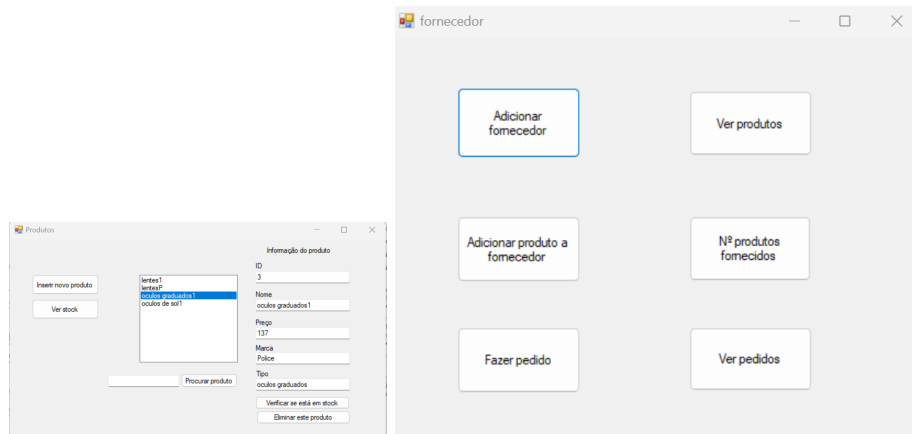 Produtos
Informação do produto
ID
3
Inserir novo produto
Ver stock
lentes1
lentesP
oculos graduados1
oculos de sol1
Nome
oculos graduados1
Preço
137
Marca
Police
Tipo
oculos graduados
Procurar produto
Verificar se está em stock
Eliminar este produto
fornecedor
Adicionar
fornecedor
Ver produtos
Adicionar produto a
fornecedor
Nº produtos
fornecidos
Fazer pedido
Ver pedidos